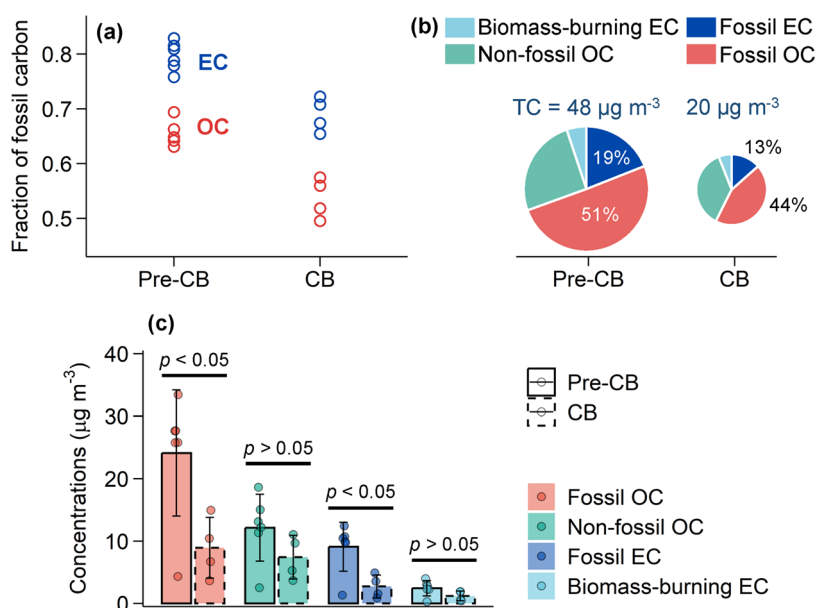 (a)
Fraction of fossil carbon
0.8
0.7
0.6
0.5
EC
OC
Pre-CB
CB
(b)
Biomass-burning EC
Fossil EC
Non-fossil OC
Fossil OC
TC = 48 µg m-3
20 µg m-3
19%
51%
13%
44%
Pre-CB
CB
(c)
Concentrations (µg m-3)
40
30
20
10
0
p < 0.05
p > 0.05
p < 0.05
p > 0.05
Pre-CB
CB
Fossil OC
Non-fossil OC
Fossil EC
Biomass-burning EC